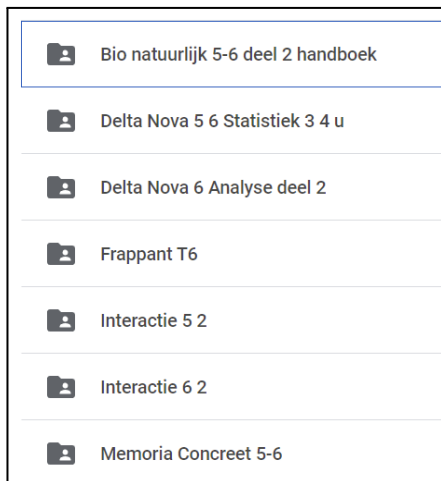 Bio natuurlijk 5-6 deel 2 handboek
Delta Nova 5 6 Statistiek 3 4 u
Delta Nova 6 Analyse deel 2
Frappant T6
Interactie 5 2
Interactie 6 2
Memoria Concreet 5-6